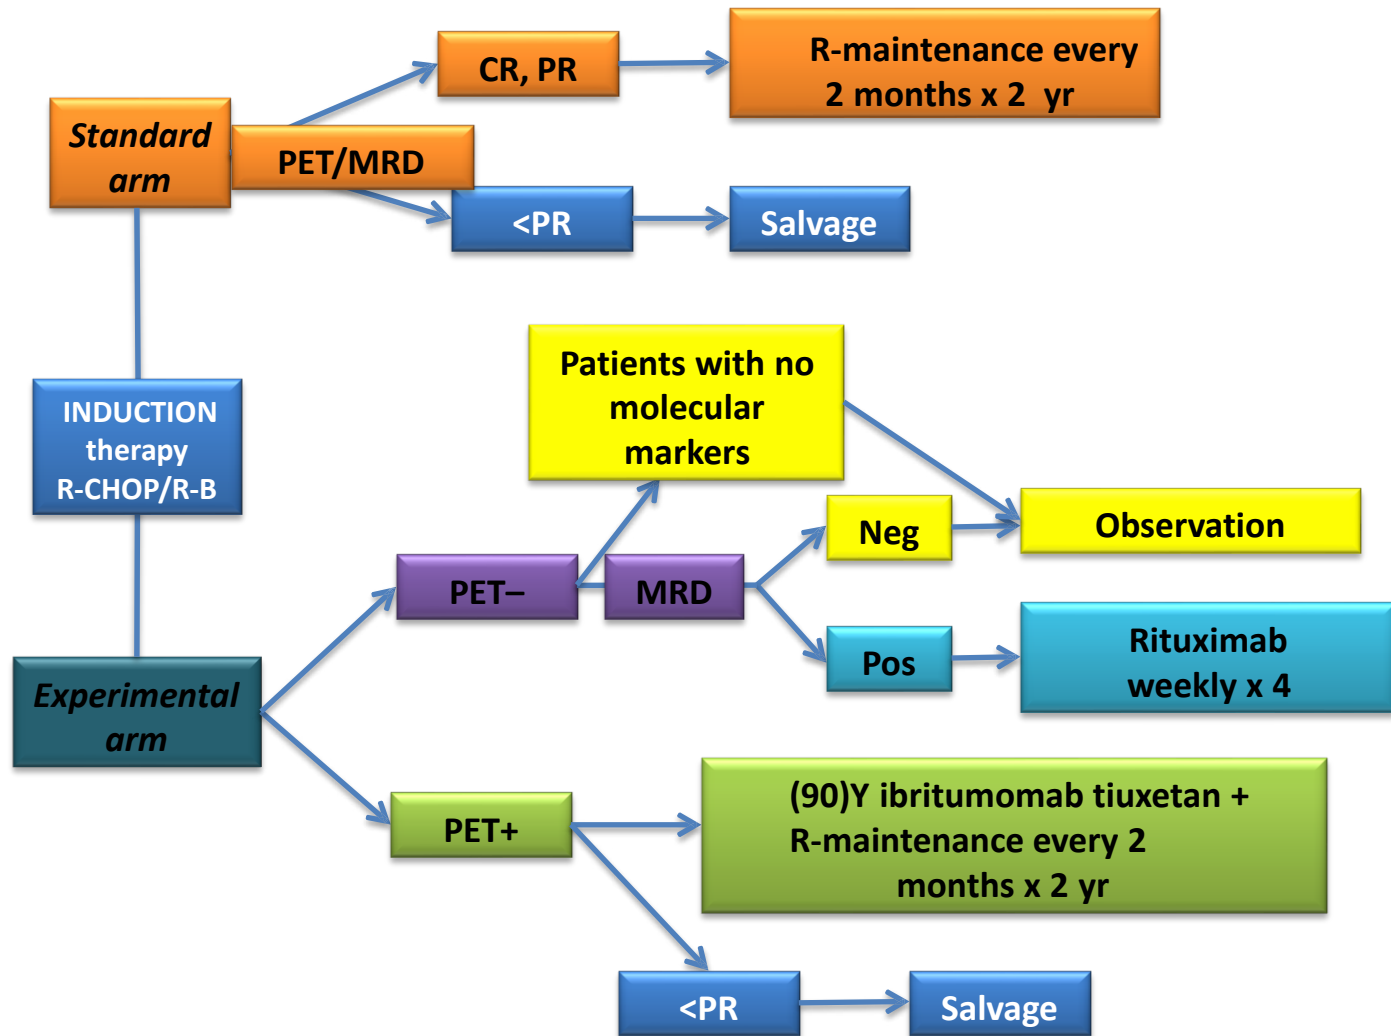 CR, PR
R-maintenance every
2 months x 2 yr
Standard
arm
PET/MRD
<PR
Salvage
Patients with no
molecular
markers
INDUCTION
therapy
R-CHOP/R-B
Neg
Observation
PET–
MRD
Pos
Rituximab
weekly x 4
Experimental
arm
PET+
(90)Y ibritumomab tiuxetan +
R-maintenance every 2
months x 2 yr
<PR
Salvage